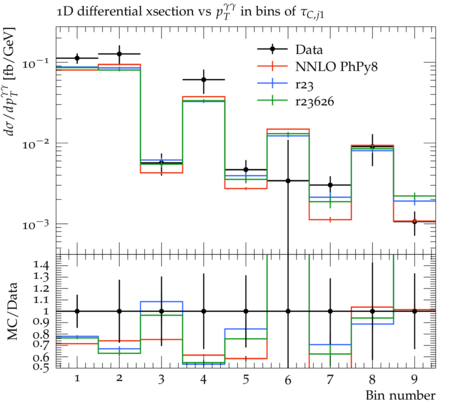 1D differential xsection vs p_T^{γγ} in bins of τ_{C,j1}
dσ/dp_T^{γγ} [fb/GeV]
10^{−1}
10^{−2}
10^{−3}
Data
NNLO PhPy8
r23
r23626
MC/Data
1.4
1.3
1.2
1.1
1
0.9
0.8
0.7
0.6
0.5
1 2 3 4 5 6 7 8 9
Bin number